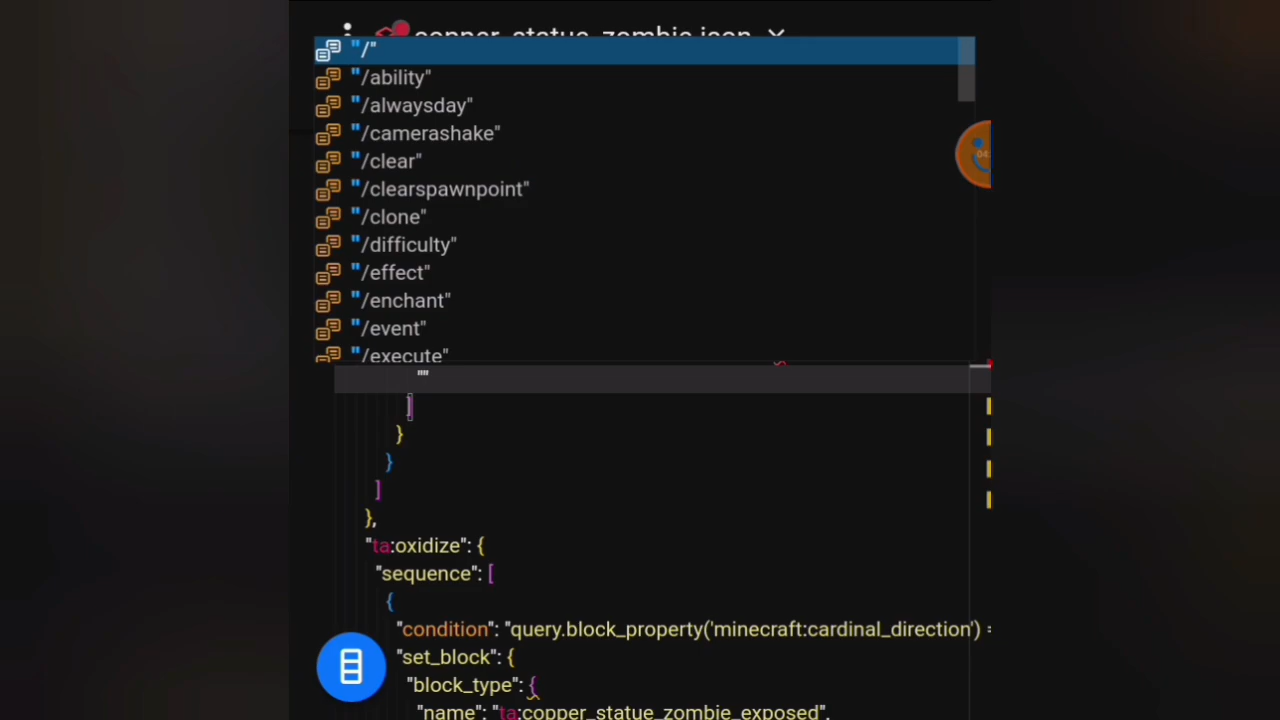 copper_statue_zombie.json
"/"
"/ability"
"/alwaysday"
"/camerashake"
"/clear"
"/clearspawnpoint"
"/clone"
"/difficulty"
"/effect"
"/enchant"
"/event"
"/execute"
""
]
}
}
]
},
"ta:oxidize": {
"sequence": [
{
"condition": "query.block_property('minecraft:cardinal_direction') =
"set_block": {
"block_type": {
"name": "ta:copper_statue_zombie_exposed",